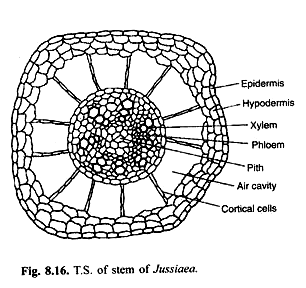 Epidermis
Hypodermis
Xylem
Phloem
Pith
Air cavity
Cortical cells
Fig. 8.16. T.S. of stem of Jussiaea.